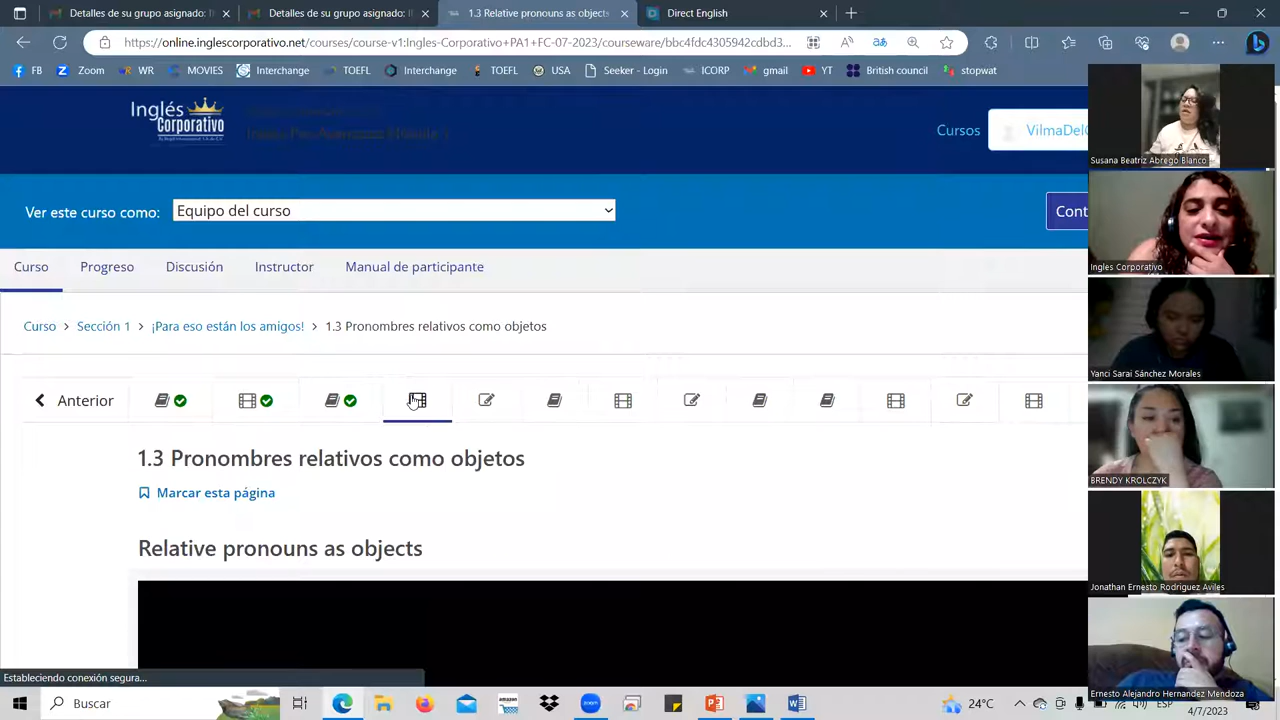 Detalles de su grupo asignado: I
Detalles de su grupo asignado: II
1.3 Relative pronouns as objects
Direct English
https://online.inglescorporativo.net/courses/course-v1:Ingles-Corporativo+PA1+FC-07-2023/courseware/bbc4fdc4305942cdbd3...
FB
Zoom
WR
MOVIES
Interchange
TOEFL
Interchange
TOEFL
USA
Seeker - Login
ICORP
gmail
YT
British council
stopwat
Inglés
Corporativo
Cursos
VilmaDel
Ver este curso como:
Equipo del curso
Cont
Curso
Progreso
Discusión
Instructor
Manual de participante
Curso > Sección 1 > ¡Para eso están los amigos! > 1.3 Pronombres relativos como objetos
Anterior
1.3 Pronombres relativos como objetos
Marcar esta página
Relative pronouns as objects
Estableciendo conexión segura...
Buscar
24°C
ESP
4/7/2023
Susana Beatriz Abrego Blanco
Ingles Corporativo
Yanci Sarai Sánchez Morales
BRENDY KROLCZYK
Jonathan Ernesto Rodriguez Aviles
Ernesto Alejandro Hernandez Mendoza